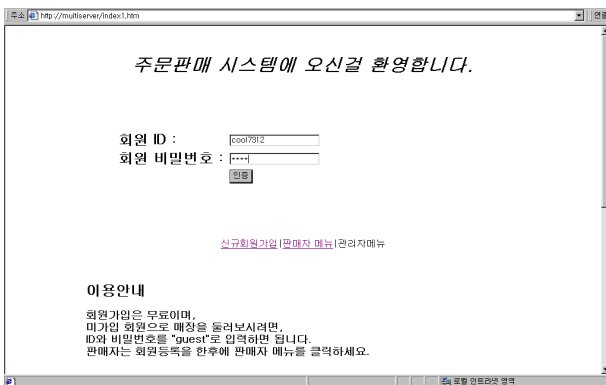 주소 http://multiserver/index1.htm
주문판매 시스템에 오신걸 환영합니다.
회원 ID : cool7312
회원 비밀번호 : ****
인증
신규회원가입|판매자 메뉴|관리자메뉴
이용안내
회원가입은 무료이며,
미가입 회원으로 매장을 둘러보시려면,
ID와 비밀번호를 "guest"로 입력하면 됩니다.
판매자는 회원등록을 한후에 판매자 메뉴를 클릭하세요.
로컬 인트라넷 영역